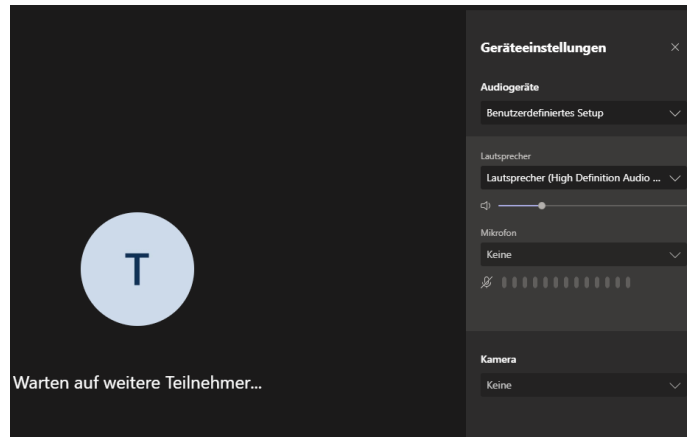 Geräteeinstellungen
Audiogeräte
Benutzerdefiniertes Setup
Lautsprecher
Lautsprecher (High Definition Audio ...
Mikrofon
Keine
T
Warten auf weitere Teilnehmer...
Kamera
Keine